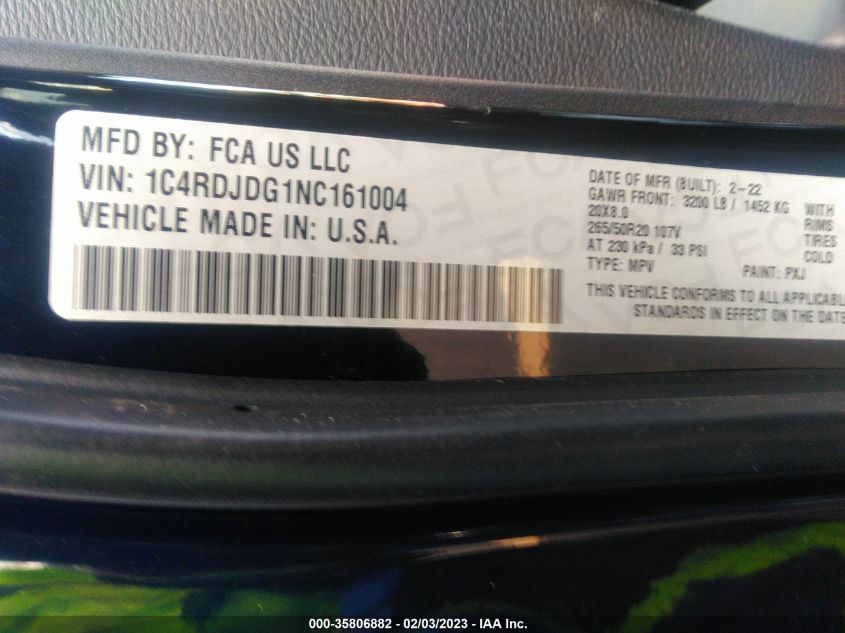 MFD BY: FCA US LLC
VIN: 1C4RDJDG1NC161004
VEHICLE MADE IN: U.S.A.
DATE OF MFR (BUILT): 2-22
GAWR FRONT: 3200 LB / 1452 KG WITH
20X8.0 RIMS
265/50R20 107V TIRES
AT 230 kPa / 33 PSI COLD
TYPE: MPV PAINT: PXJ
THIS VEHICLE CONFORMS TO ALL APPLICABL
STANDARDS IN EFFECT ON THE DATE
000-35806882 - 02/03/2023 - IAA Inc.